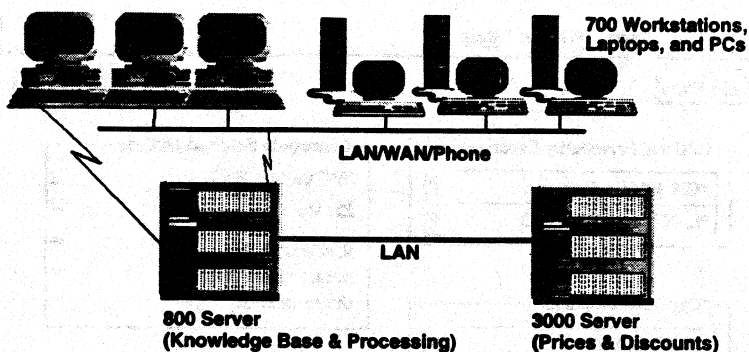 700 Workstations,
Laptops, and PCs
LAN/WAN/Phone
LAN
800 Server
(Knowledge Base & Processing)
3000 Server
(Prices & Discounts)